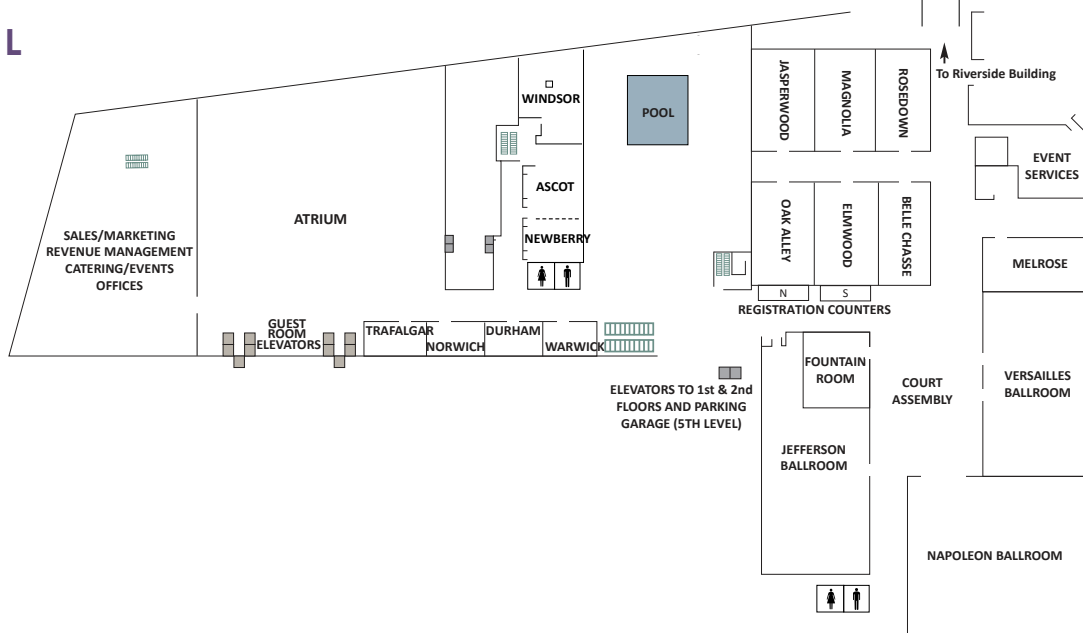 L
To Riverside Building
JASPERWOOD
MAGNOLIA
ROSEDOWN
WINDSOR
POOL
EVENT
SERVICES
ASCOT
ATRIUM
OAK ALLEY
ELMWOOD
BELLE CHASSE
SALES/MARKETING
REVENUE MANAGEMENT
CATERING/EVENTS
OFFICES
NEWBERRY
MELROSE
N
S
REGISTRATION COUNTERS
GUEST
ROOM
ELEVATORS
TRAFALGAR
NORWICH
DURHAM
WARWICK
FOUNTAIN
ROOM
COURT
ASSEMBLY
VERSAILLES
BALLROOM
ELEVATORS TO 1st & 2nd
FLOORS AND PARKING
GARAGE (5TH LEVEL)
JEFFERSON
BALLROOM
NAPOLEON BALLROOM